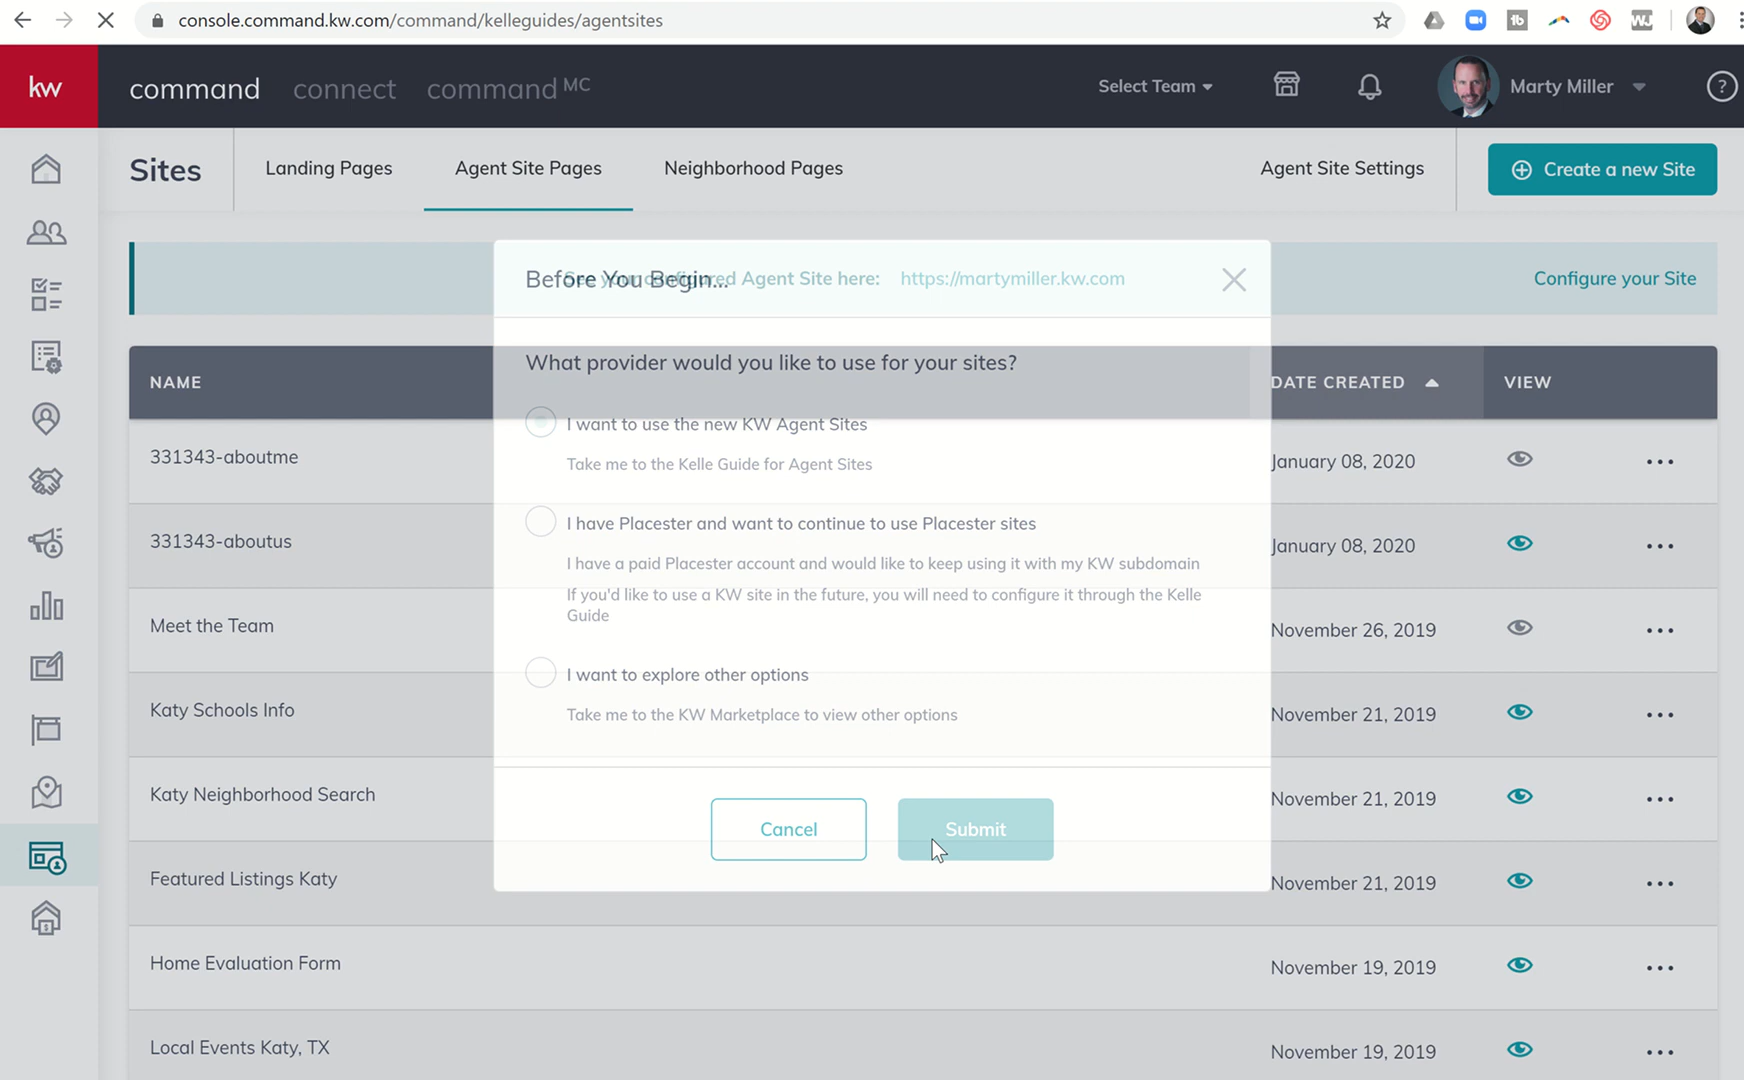 console.command.kw.com/command/kelleguides/agentsites
kw
command
connect
command MC
Select Team
Marty Miller
?
Sites
Landing Pages
Agent Site Pages
Neighborhood Pages
Agent Site Settings
Create a new Site
Before You Begin...
See your configured Agent Site here: https://martymiller.kw.com
Configure your Site
What provider would you like to use for your sites?
NAME
DATE CREATED
VIEW
I want to use the new KW Agent Sites
Take me to the Kelle Guide for Agent Sites
331343-aboutme
January 08, 2020
I have Placester and want to continue to use Placester sites
I have a paid Placester account and would like to keep using it with my KW subdomain
If you'd like to use a KW site in the future, you will need to configure it through the Kelle
Guide
331343-aboutus
January 08, 2020
Meet the Team
November 26, 2019
I want to explore other options
Take me to the KW Marketplace to view other options
Katy Schools Info
November 21, 2019
Katy Neighborhood Search
November 21, 2019
Cancel
Submit
Featured Listings Katy
November 21, 2019
Home Evaluation Form
November 19, 2019
Local Events Katy, TX
November 19, 2019